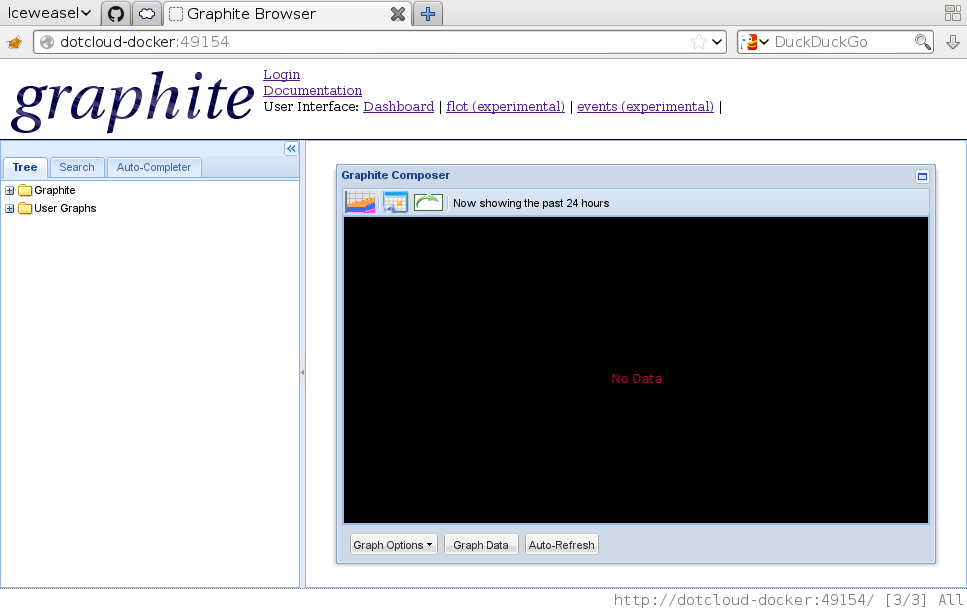 Iceweasel
Graphite Browser
dotcloud-docker:49154
DuckDuckGo
graphite
Login
Documentation
User Interface: Dashboard | flot (experimental) | events (experimental) |
Tree
Search
Auto-Completer
Graphite
User Graphs
Graphite Composer
Now showing the past 24 hours
No Data
Graph Options
Graph Data
Auto-Refresh
http://dotcloud-docker:49154/ [3/3] All